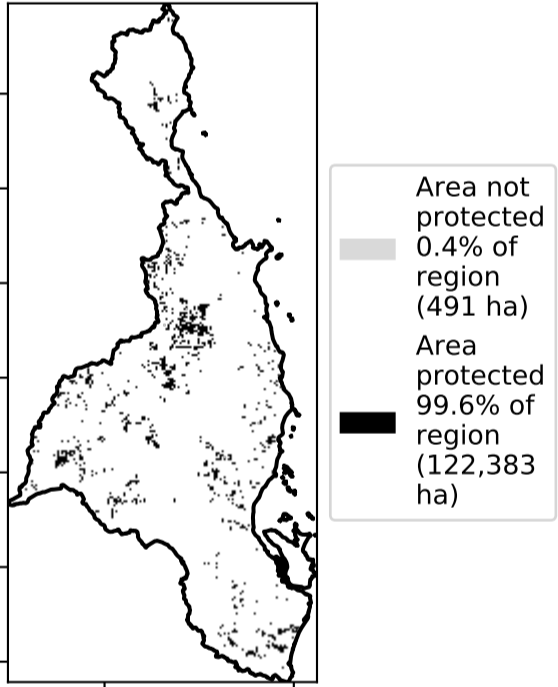 Area not
protected
0.4% of
region
(491 ha)
Area
protected
99.6% of
region
(122,383
ha)